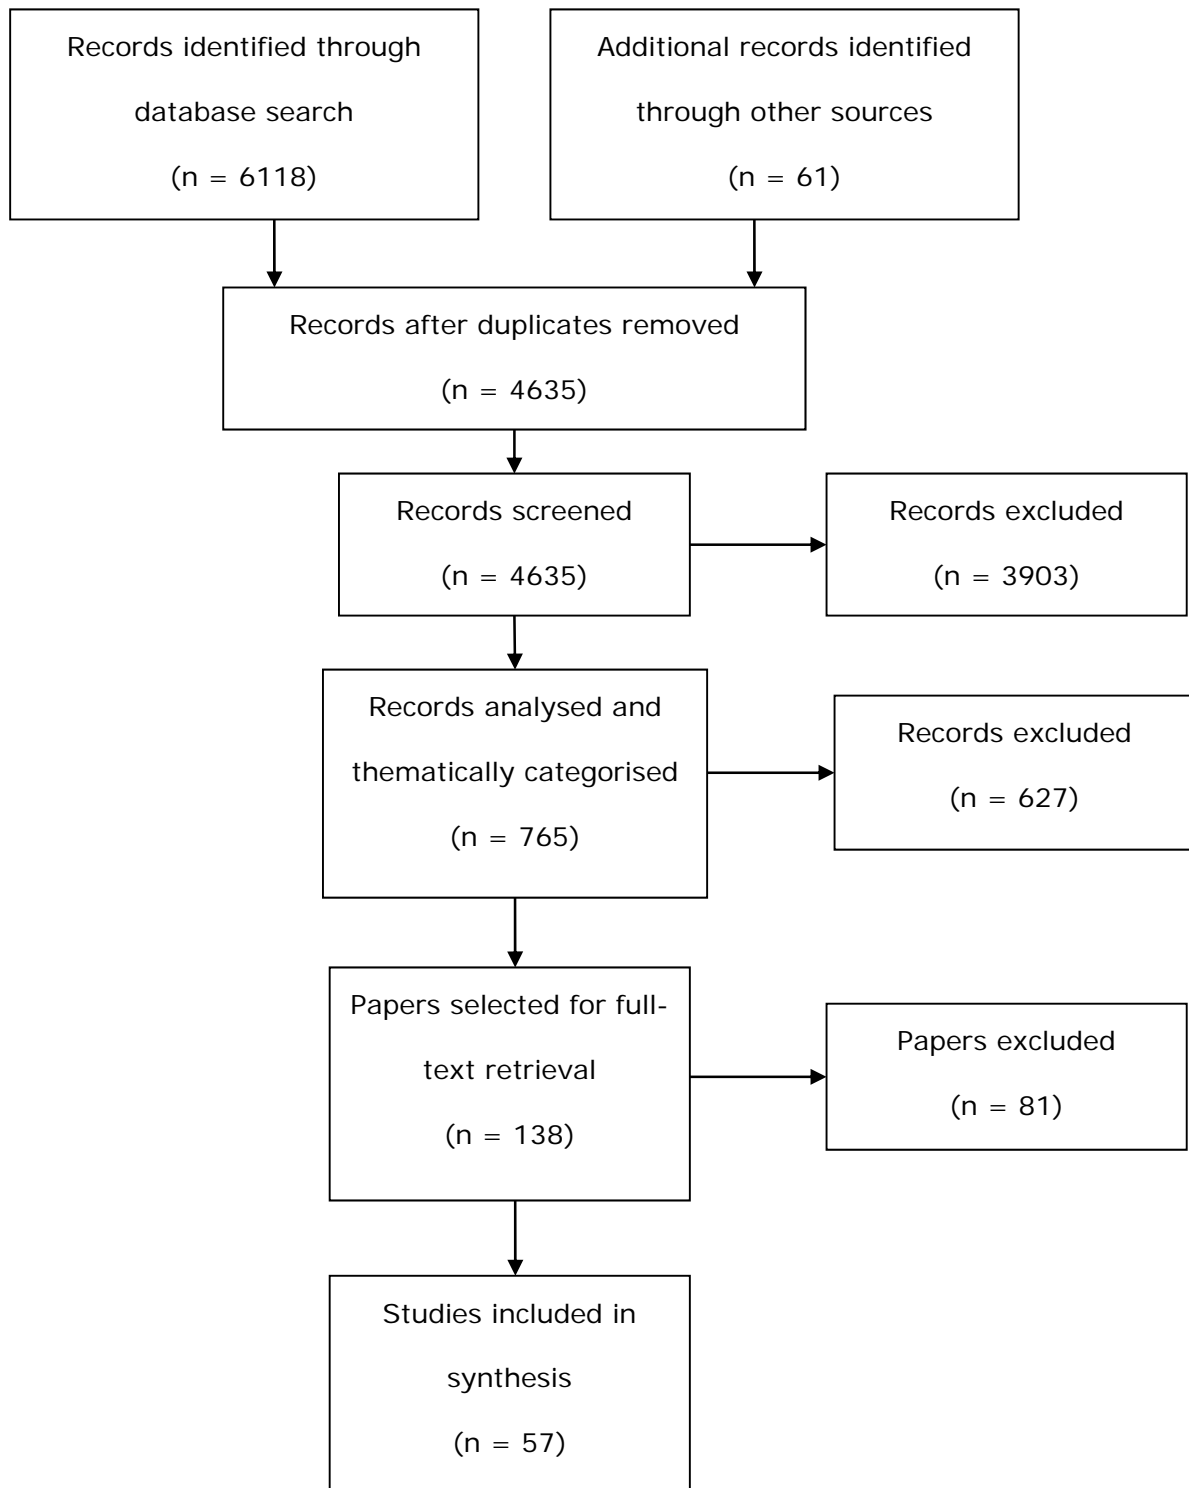 Records identified through
database search
(n = 6118)
Additional records identified
through other sources
(n = 61)
Records after duplicates removed
(n = 4635)
Records screened
(n = 4635)
Records excluded
(n = 3903)
Records analysed and
thematically categorised
(n = 765)
Records excluded
(n = 627)
Papers selected for full-
text retrieval
(n = 138)
Papers excluded
(n = 81)
Studies included in
synthesis
(n = 57)